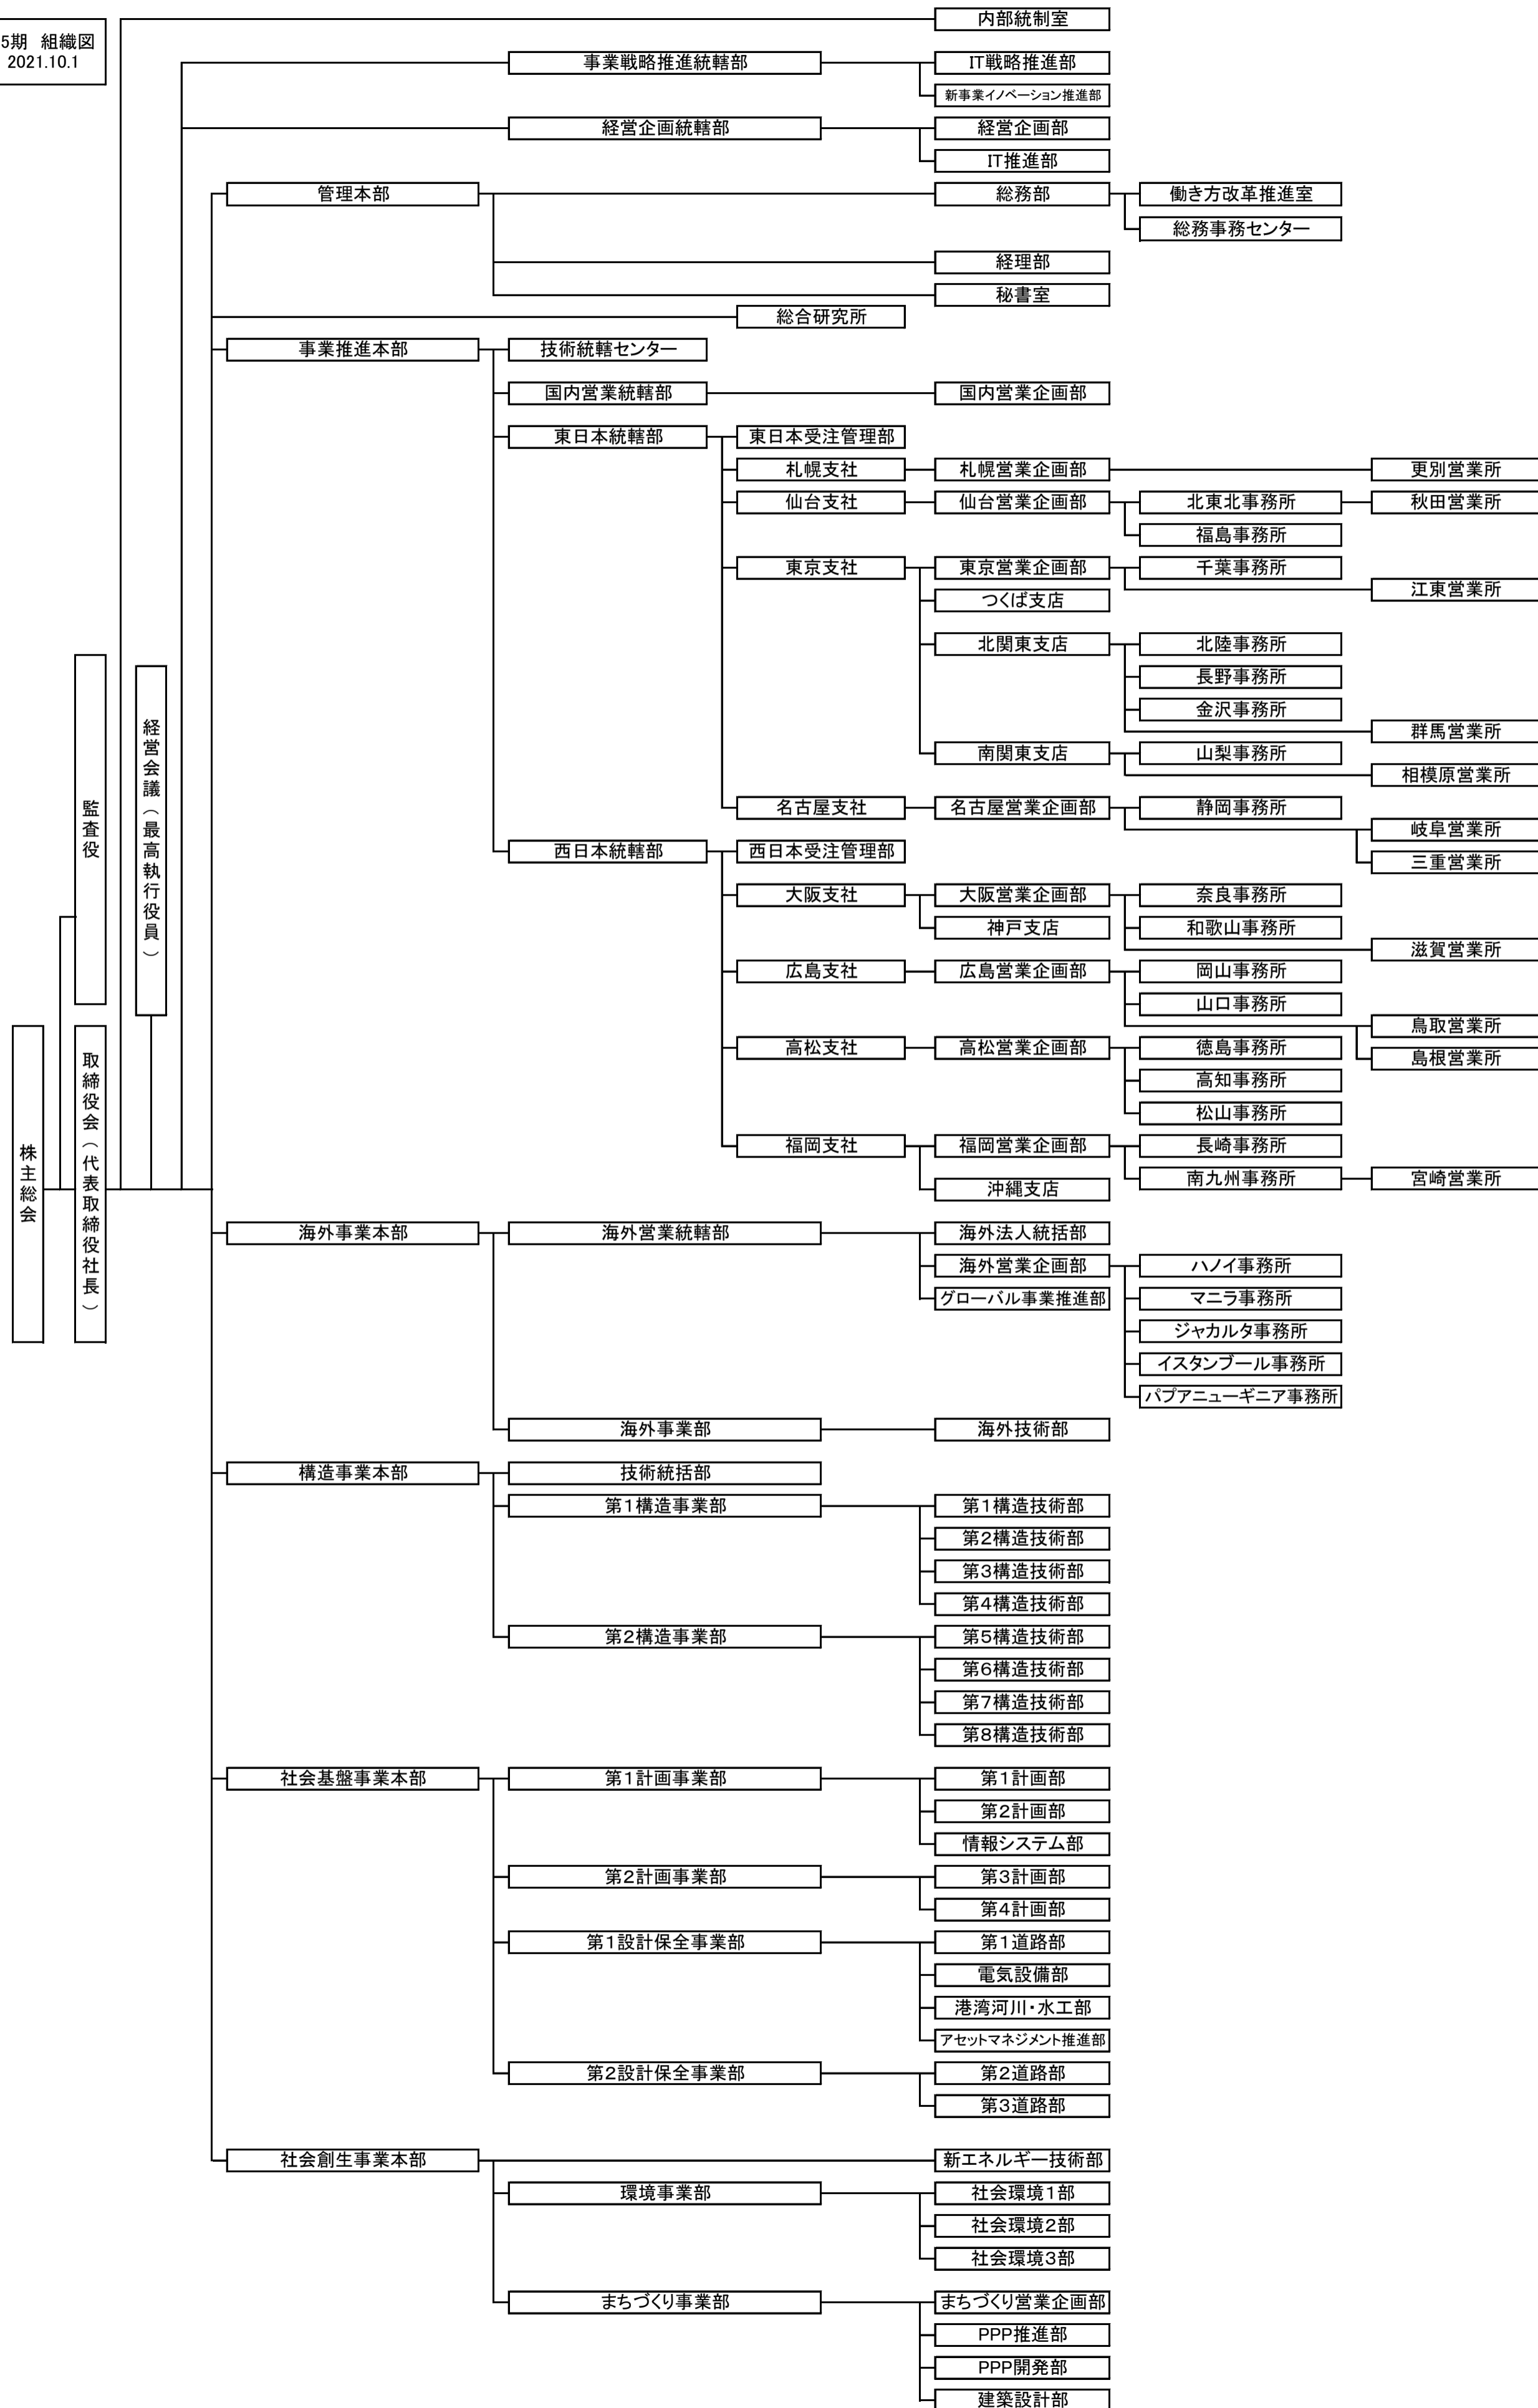 5期 組織図
2021.10.1
内部統制室
事業戦略推進統轄部
IT戦略推進部
新事業イノベーション推進部
経営企画統轄部
経営企画部
IT推進部
管理本部
総務部
働き方改革推進室
総務事務センター
経理部
秘書室
総合研究所
事業推進本部
技術統轄センター
国内営業統轄部
国内営業企画部
東日本統轄部
東日本受注管理部
札幌支社
札幌営業企画部
更別営業所
仙台支社
仙台営業企画部
北東北事務所
秋田営業所
福島事務所
東京支社
東京営業企画部
千葉事務所
江東営業所
つくば支店
北関東支店
北陸事務所
長野事務所
金沢事務所
群馬営業所
南関東支店
山梨事務所
相模原営業所
名古屋支社
名古屋営業企画部
静岡事務所
岐阜営業所
三重営業所
西日本統轄部
西日本受注管理部
大阪支社
大阪営業企画部
奈良事務所
神戸支店
和歌山事務所
滋賀営業所
広島支社
広島営業企画部
岡山事務所
山口事務所
鳥取営業所
島根営業所
高松支社
高松営業企画部
徳島事務所
高知事務所
松山事務所
福岡支社
福岡営業企画部
長崎事務所
南九州事務所
宮崎営業所
沖縄支店
監査役
経営会議（最高執行役員）
株主総会
取締役会（代表取締役社長）
海外事業本部
海外営業統轄部
海外法人統括部
海外営業企画部
ハノイ事務所
グローバル事業推進部
マニラ事務所
ジャカルタ事務所
イスタンブール事務所
パプアニューギニア事務所
海外事業部
海外技術部
構造事業本部
技術統括部
第1構造事業部
第1構造技術部
第2構造技術部
第3構造技術部
第4構造技術部
第2構造事業部
第5構造技術部
第6構造技術部
第7構造技術部
第8構造技術部
社会基盤事業本部
第1計画事業部
第1計画部
第2計画部
情報システム部
第2計画事業部
第3計画部
第4計画部
第1設計保全事業部
第1道路部
電気設備部
港湾河川・水工部
アセットマネジメント推進部
第2設計保全事業部
第2道路部
第3道路部
社会創生事業本部
新エネルギー技術部
環境事業部
社会環境1部
社会環境2部
社会環境3部
まちづくり事業部
まちづくり営業企画部
PPP推進部
PPP開発部
建築設計部